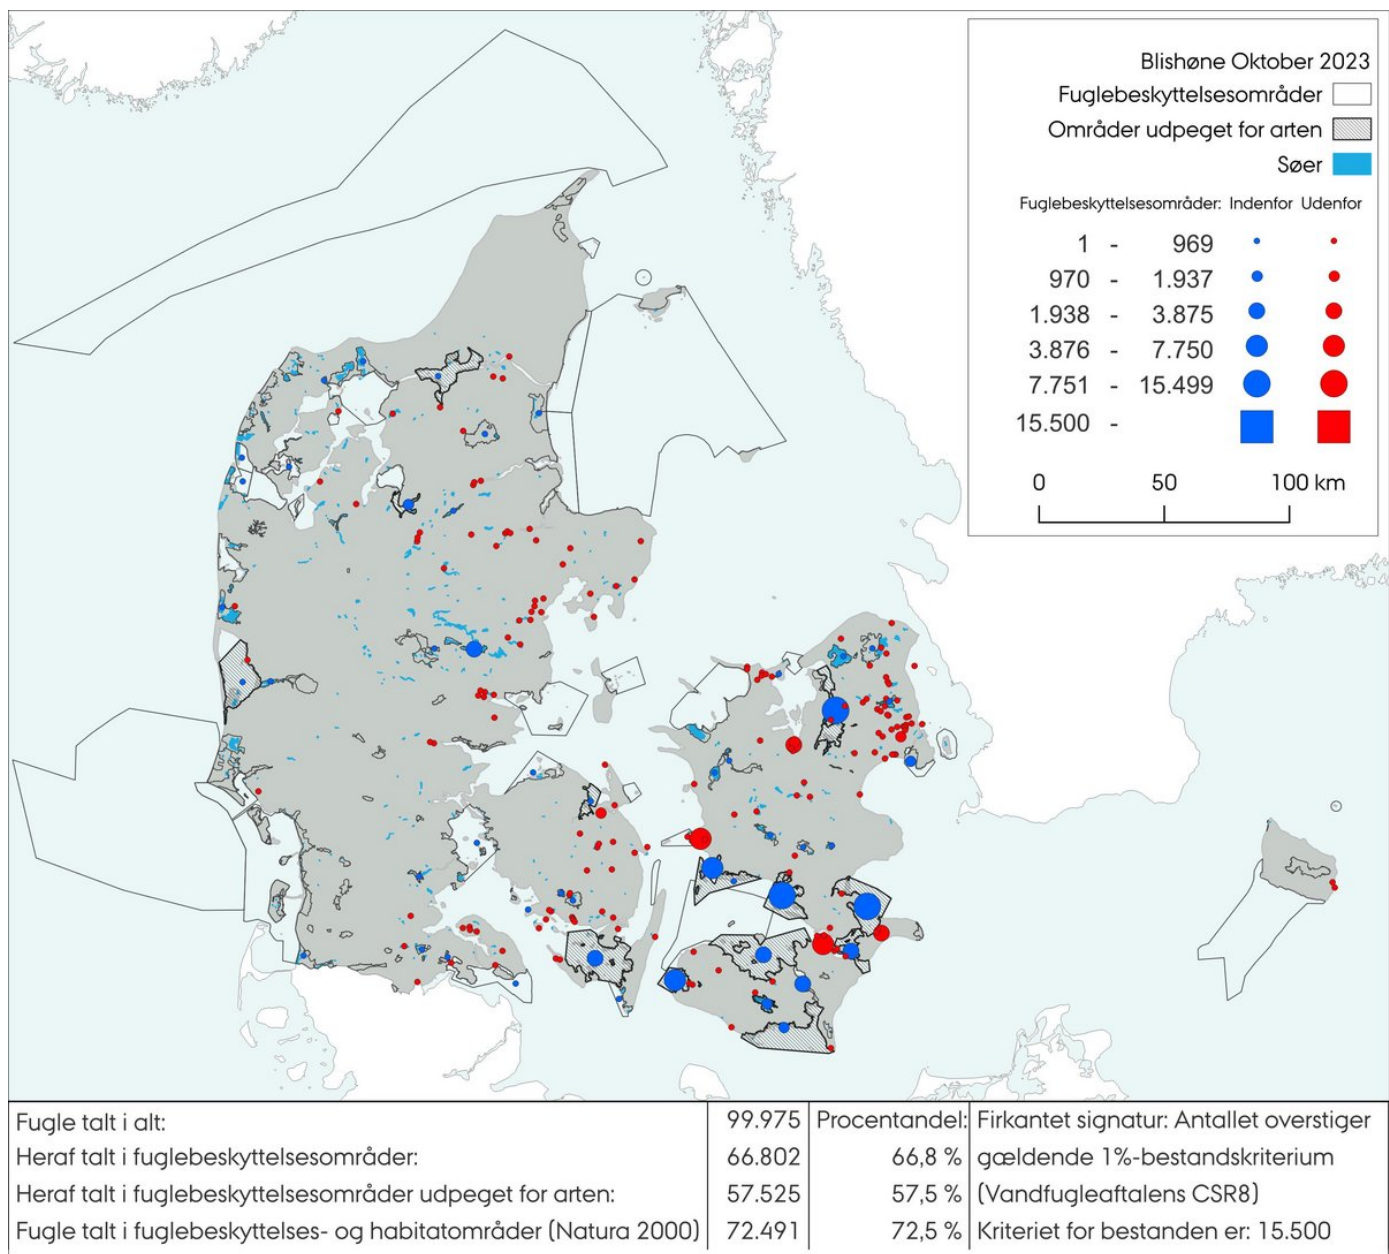 Blishøne Oktober 2023
Fuglebeskyttelsesområder
Områder udpeget for arten
Søer
Fuglebeskyttelsesområder: Indenfor Udenfor
1 - 969
970 - 1.937
1.938 - 3.875
3.876 - 7.750
7.751 - 15.499
15.500 -
0 50 100 km
Fugle talt i alt: 99.975 Procentandel: Firkantet signatur: Antallet overstiger
Heraf talt i fuglebeskyttelsesområder: 66.802 66,8 % gældende 1%-bestandskriterium
Heraf talt i fuglebeskyttelsesområder udpeget for arten: 57.525 57,5 % (Vandfugleaftalens CSR8)
Fugle talt i fuglebeskyttelses- og habitatområder (Natura 2000) 72.491 72,5 % Kriteriet for bestanden er: 15.500